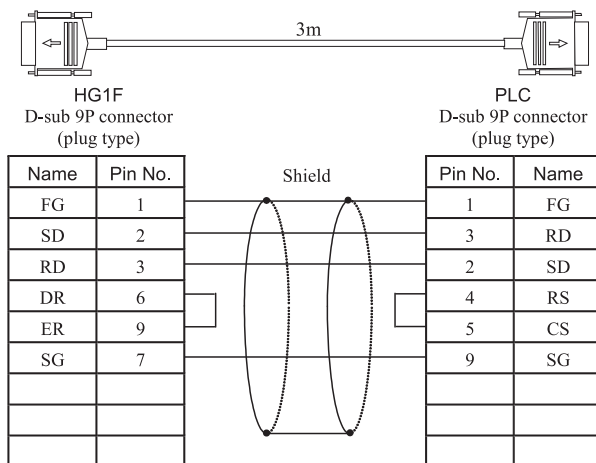 3m
HG1F PLC
D-sub 9P connector D-sub 9P connector
(plug type) (plug type)
Name Pin No. Shield Pin No. Name
FG 1 1 FG
SD 2 3 RD
RD 3 2 SD
DR 6 4 RS
ER 9 5 CS
SG 7 9 SG